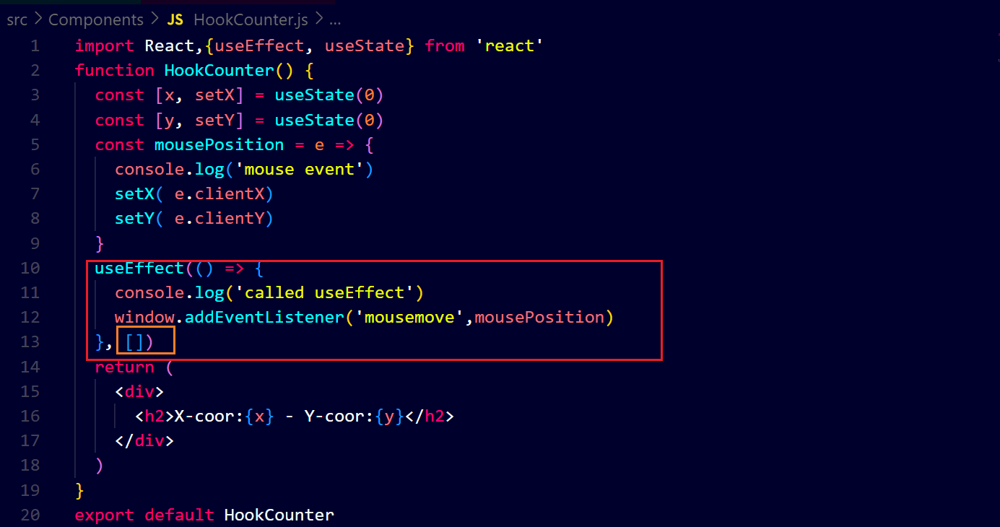 src > Components > JS HookCounter.js > ...
1 import React,{useEffect, useState} from 'react'
2 function HookCounter() {
3 const [x, setX] = useState(0)
4 const [y, setY] = useState(0)
5 const mousePosition = e => {
6 console.log('mouse event')
7 setX( e.clientX)
8 setY( e.clientY)
9 }
10 useEffect(() => {
11 console.log('called useEffect')
12 window.addEventListener('mousemove',mousePosition)
13 }, [])
14 return (
15 <div>
16 <h2>X-coor:{x} - Y-coor:{y}</h2>
17 </div>
18 )
19 }
20 export default HookCounter